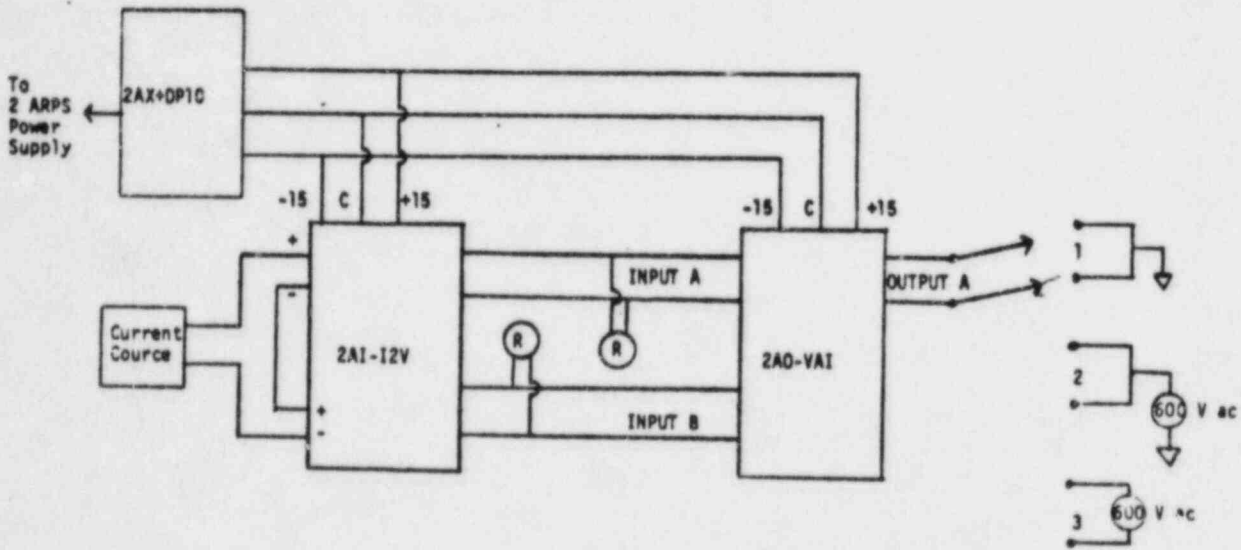 To
2 ARPS
Power
Supply
2AX+DP10
-15 C +15
-15 C +15
+
-
Current
Cource
2AI-I2V
+
-
INPUT A
R
R
INPUT B
2AO-VAI
OUTPUT A
1
2
600 V ac
3
600 V ac